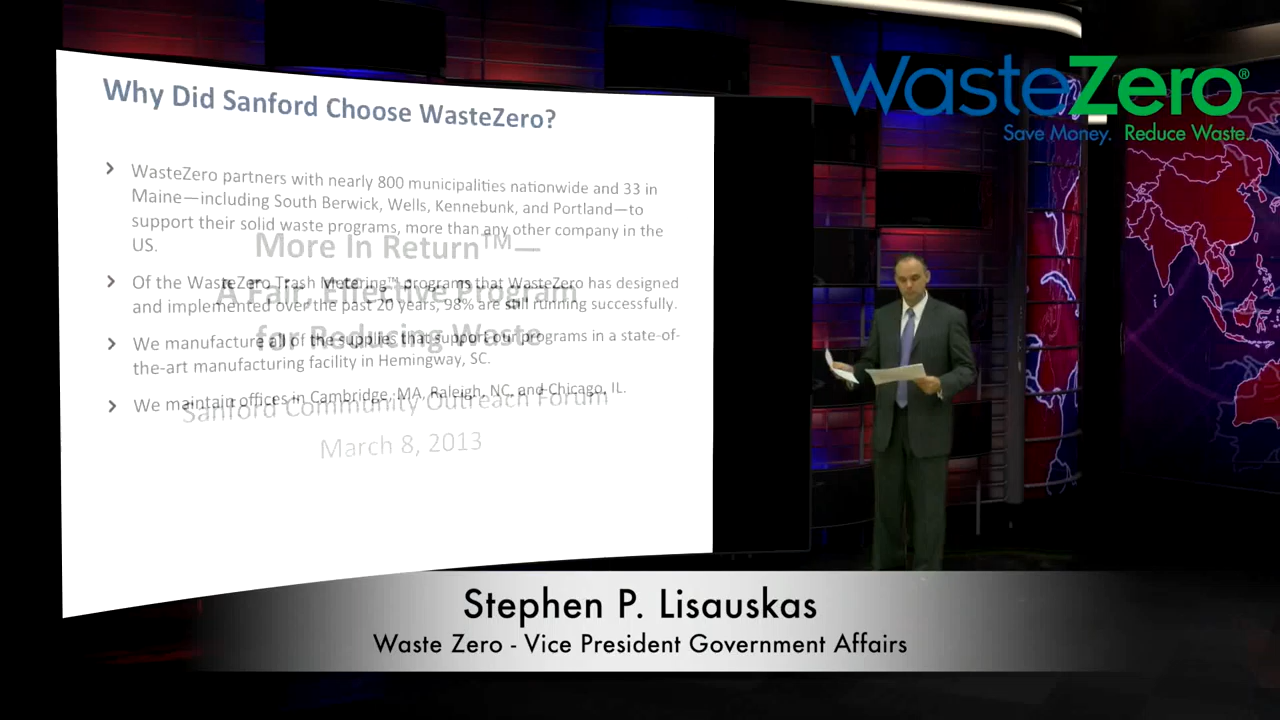 WasteZero®
Save Money. Reduce Waste.
Why Did Sanford Choose WasteZero?
WasteZero partners with nearly 800 municipalities nationwide and 33 in
Maine—including South Berwick, Wells, Kennebunk, and Portland—to
support their solid waste programs, more than any other company in the
US.
Of the WasteZero Trash Metering™ programs that WasteZero has designed
and implemented over the past 20 years, 98% are still running successfully.
We manufacture all of the supplies that support our programs in a state-of-
the-art manufacturing facility in Hemingway, SC.
We maintain offices in Cambridge, MA, Raleigh, NC, and Chicago, IL.
More In Return™—
A Fair, Effective Program
for Reducing Waste
Sanford Community Outreach Forum
March 8, 2013
Stephen P. Lisauskas
Waste Zero - Vice President Government Affairs